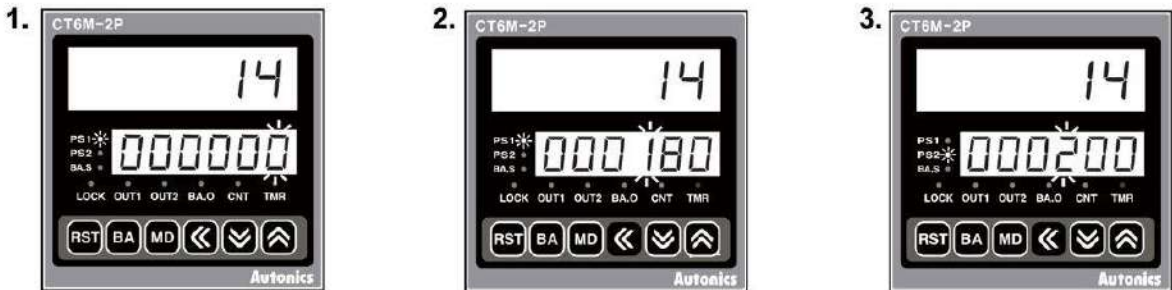 1.
CT6M-2P
14
PS1
PS2
BA.S
000000
LOCK OUT1 OUT2 BA.O CNT TMR
RST BA MD
Autonics
2.
CT6M-2P
14
PS1
PS2
BA.S
000180
LOCK OUT1 OUT2 BA.O CNT TMR
RST BA MD
Autonics
3.
CT6M-2P
14
PS1
PS2
BA.S
000200
LOCK OUT1 OUT2 BA.O CNT TMR
RST BA MD
Autonics